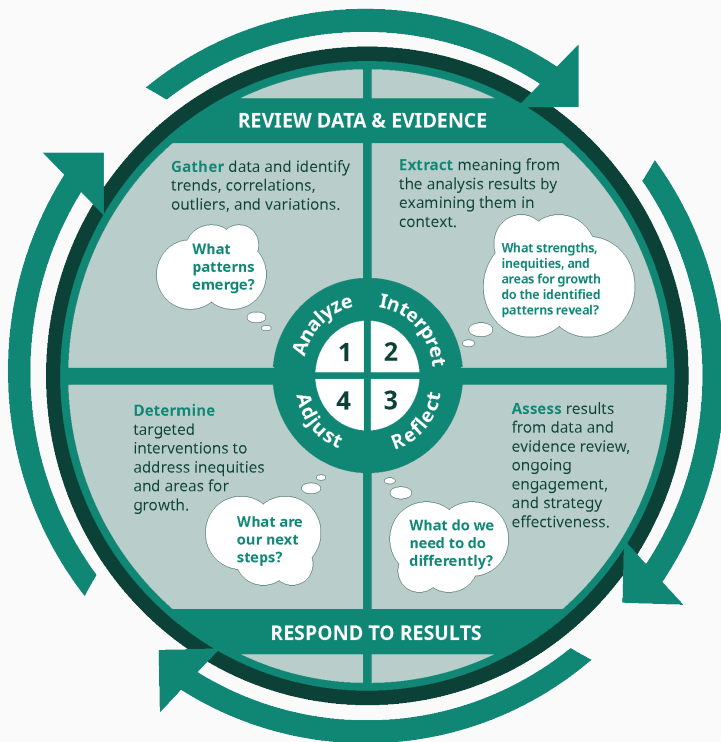 REVIEW DATA & EVIDENCE
Gather data and identify
trends, correlations,
outliers, and variations.
What
patterns
emerge?
Extract meaning from
the analysis results by
examining them in
context.
What strengths,
inequities, and
areas for growth
do the identified
patterns reveal?
Analyze
1
Interpret
2
Adjust
4
Reflect
3
Determine
targeted
interventions to
address inequities
and areas for
growth.
What are
our next
steps?
Assess results
from data and
evidence review,
ongoing
engagement,
and strategy
effectiveness.
What do we
need to do
differently?
RESPOND TO RESULTS